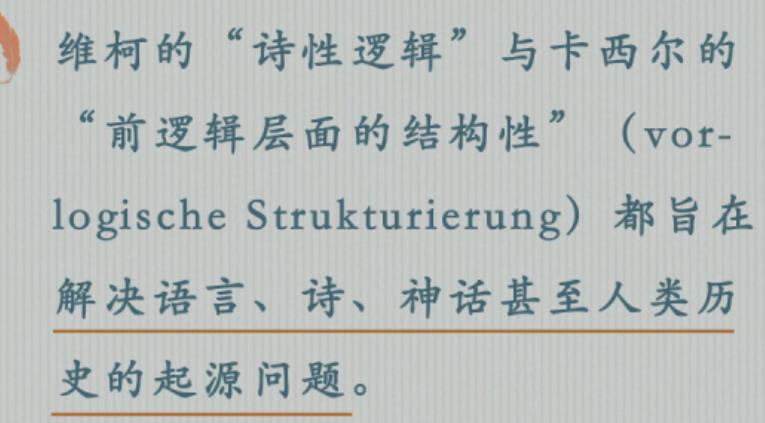 维柯的“诗性逻辑”与卡西尔的
“前逻辑层面的结构性”（vor-
logische Strukturierung）都旨在
解决语言、诗、神话甚至人类历
史的起源问题。